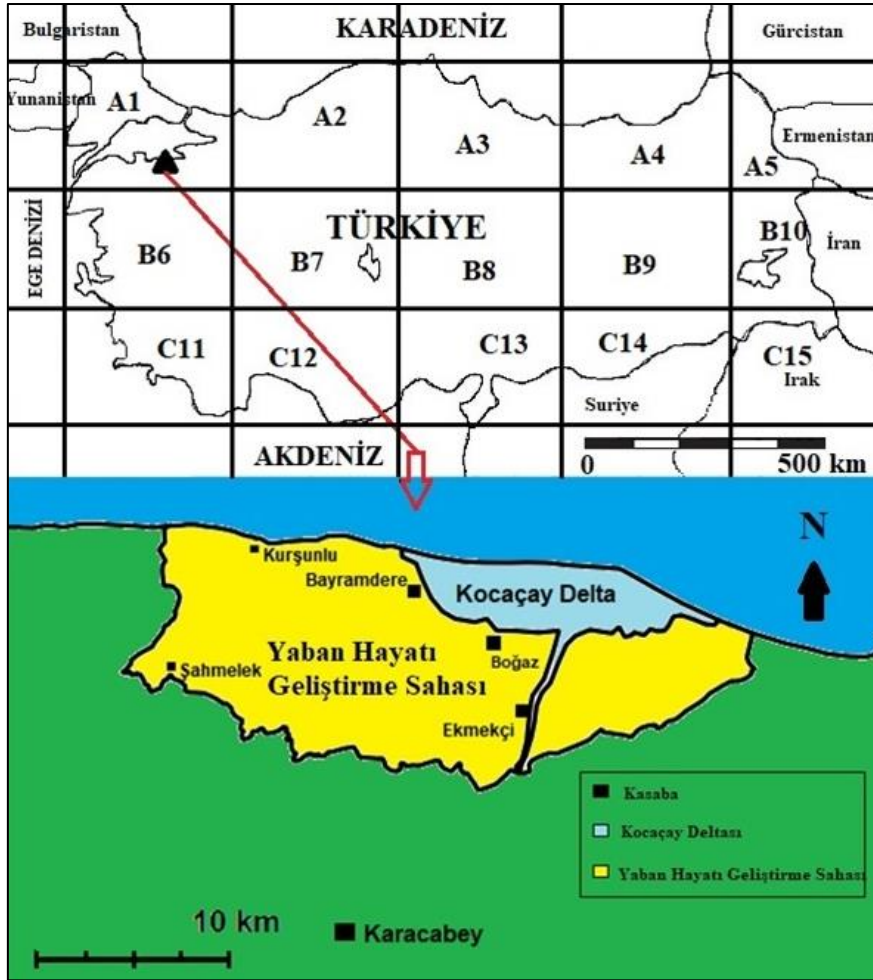 Bulgaristan
KARADENİZ
Gürcistan
Yunanistan
A1
A2
A3
A4
A5
Ermenistan
EGE DENİZİ
TÜRKİYE
B6
B7
B8
B9
B10
İran
C11
C12
C13
C14
C15
Irak
Suriye
AKDENİZ
0 500 km
N
Kurşunlu
Bayramdere
Kocaçay Delta
Yaban Hayatı
Geliştirme Sahası
Boğaz
Şahmelek
Ekmekçi
Kasaba
Kocaçay Deltası
Yaban Hayatı Geliştirme Sahası
10 km
Karacabey